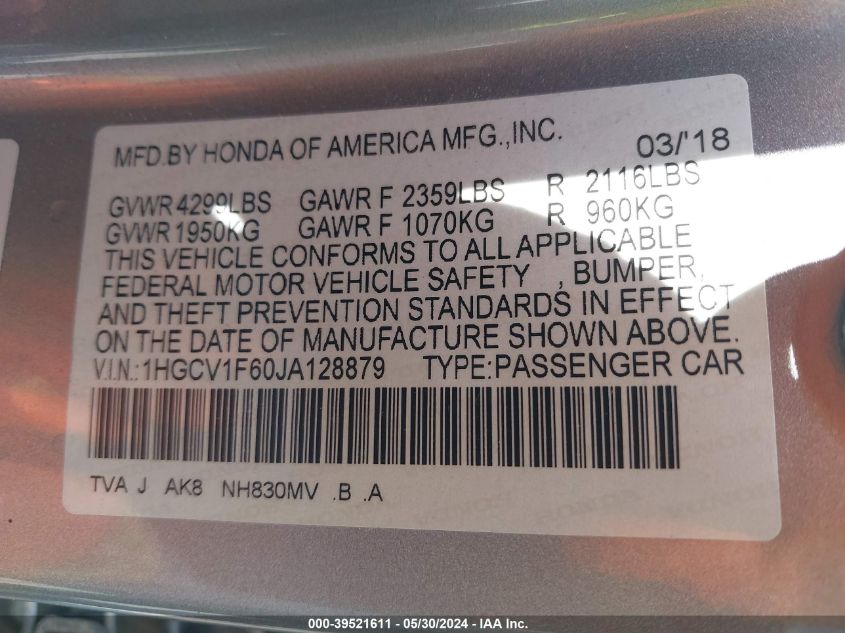 MFD.BY HONDA OF AMERICA MFG.,INC. 03/'18
GVWR 4299LBS GAWR F 2359LBS R 2116LBS
GVWR 1950KG GAWR F 1070KG R 960KG
THIS VEHICLE CONFORMS TO ALL APPLICABLE
FEDERAL MOTOR VEHICLE SAFETY , BUMPER,
AND THEFT PREVENTION STANDARDS IN EFFECT
ON THE DATE OF MANUFACTURE SHOWN ABOVE.
V.I.N.:1HGCV1F60JA128879 TYPE:PASSENGER CAR
TVA J AK8 NH830MV .B .A
000-39521611 - 05/30/2024 - IAA Inc.